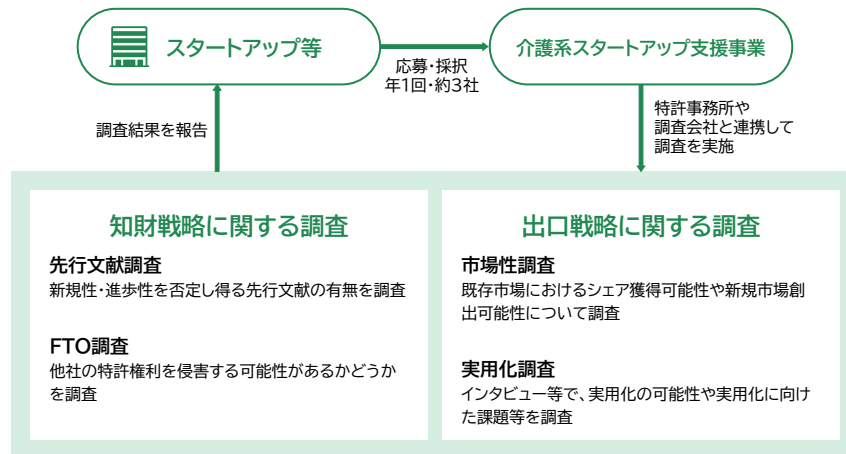 スタートアップ等
介護系スタートアップ支援事業
応募・採択
年1回・約3社
調査結果を報告
特許事務所や
調査会社と連携して
調査を実施
知財戦略に関する調査
先行文献調査
新規性・進歩性を否定し得る先行文献の有無を調査
FTO調査
他社の特許権利を侵害する可能性があるかどうか
を調査
出口戦略に関する調査
市場性調査
既存市場におけるシェア獲得可能性や新規市場創
出可能性について調査
実用化調査
インタビュー等で、実用化の可能性や実用化に向け
た課題等を調査